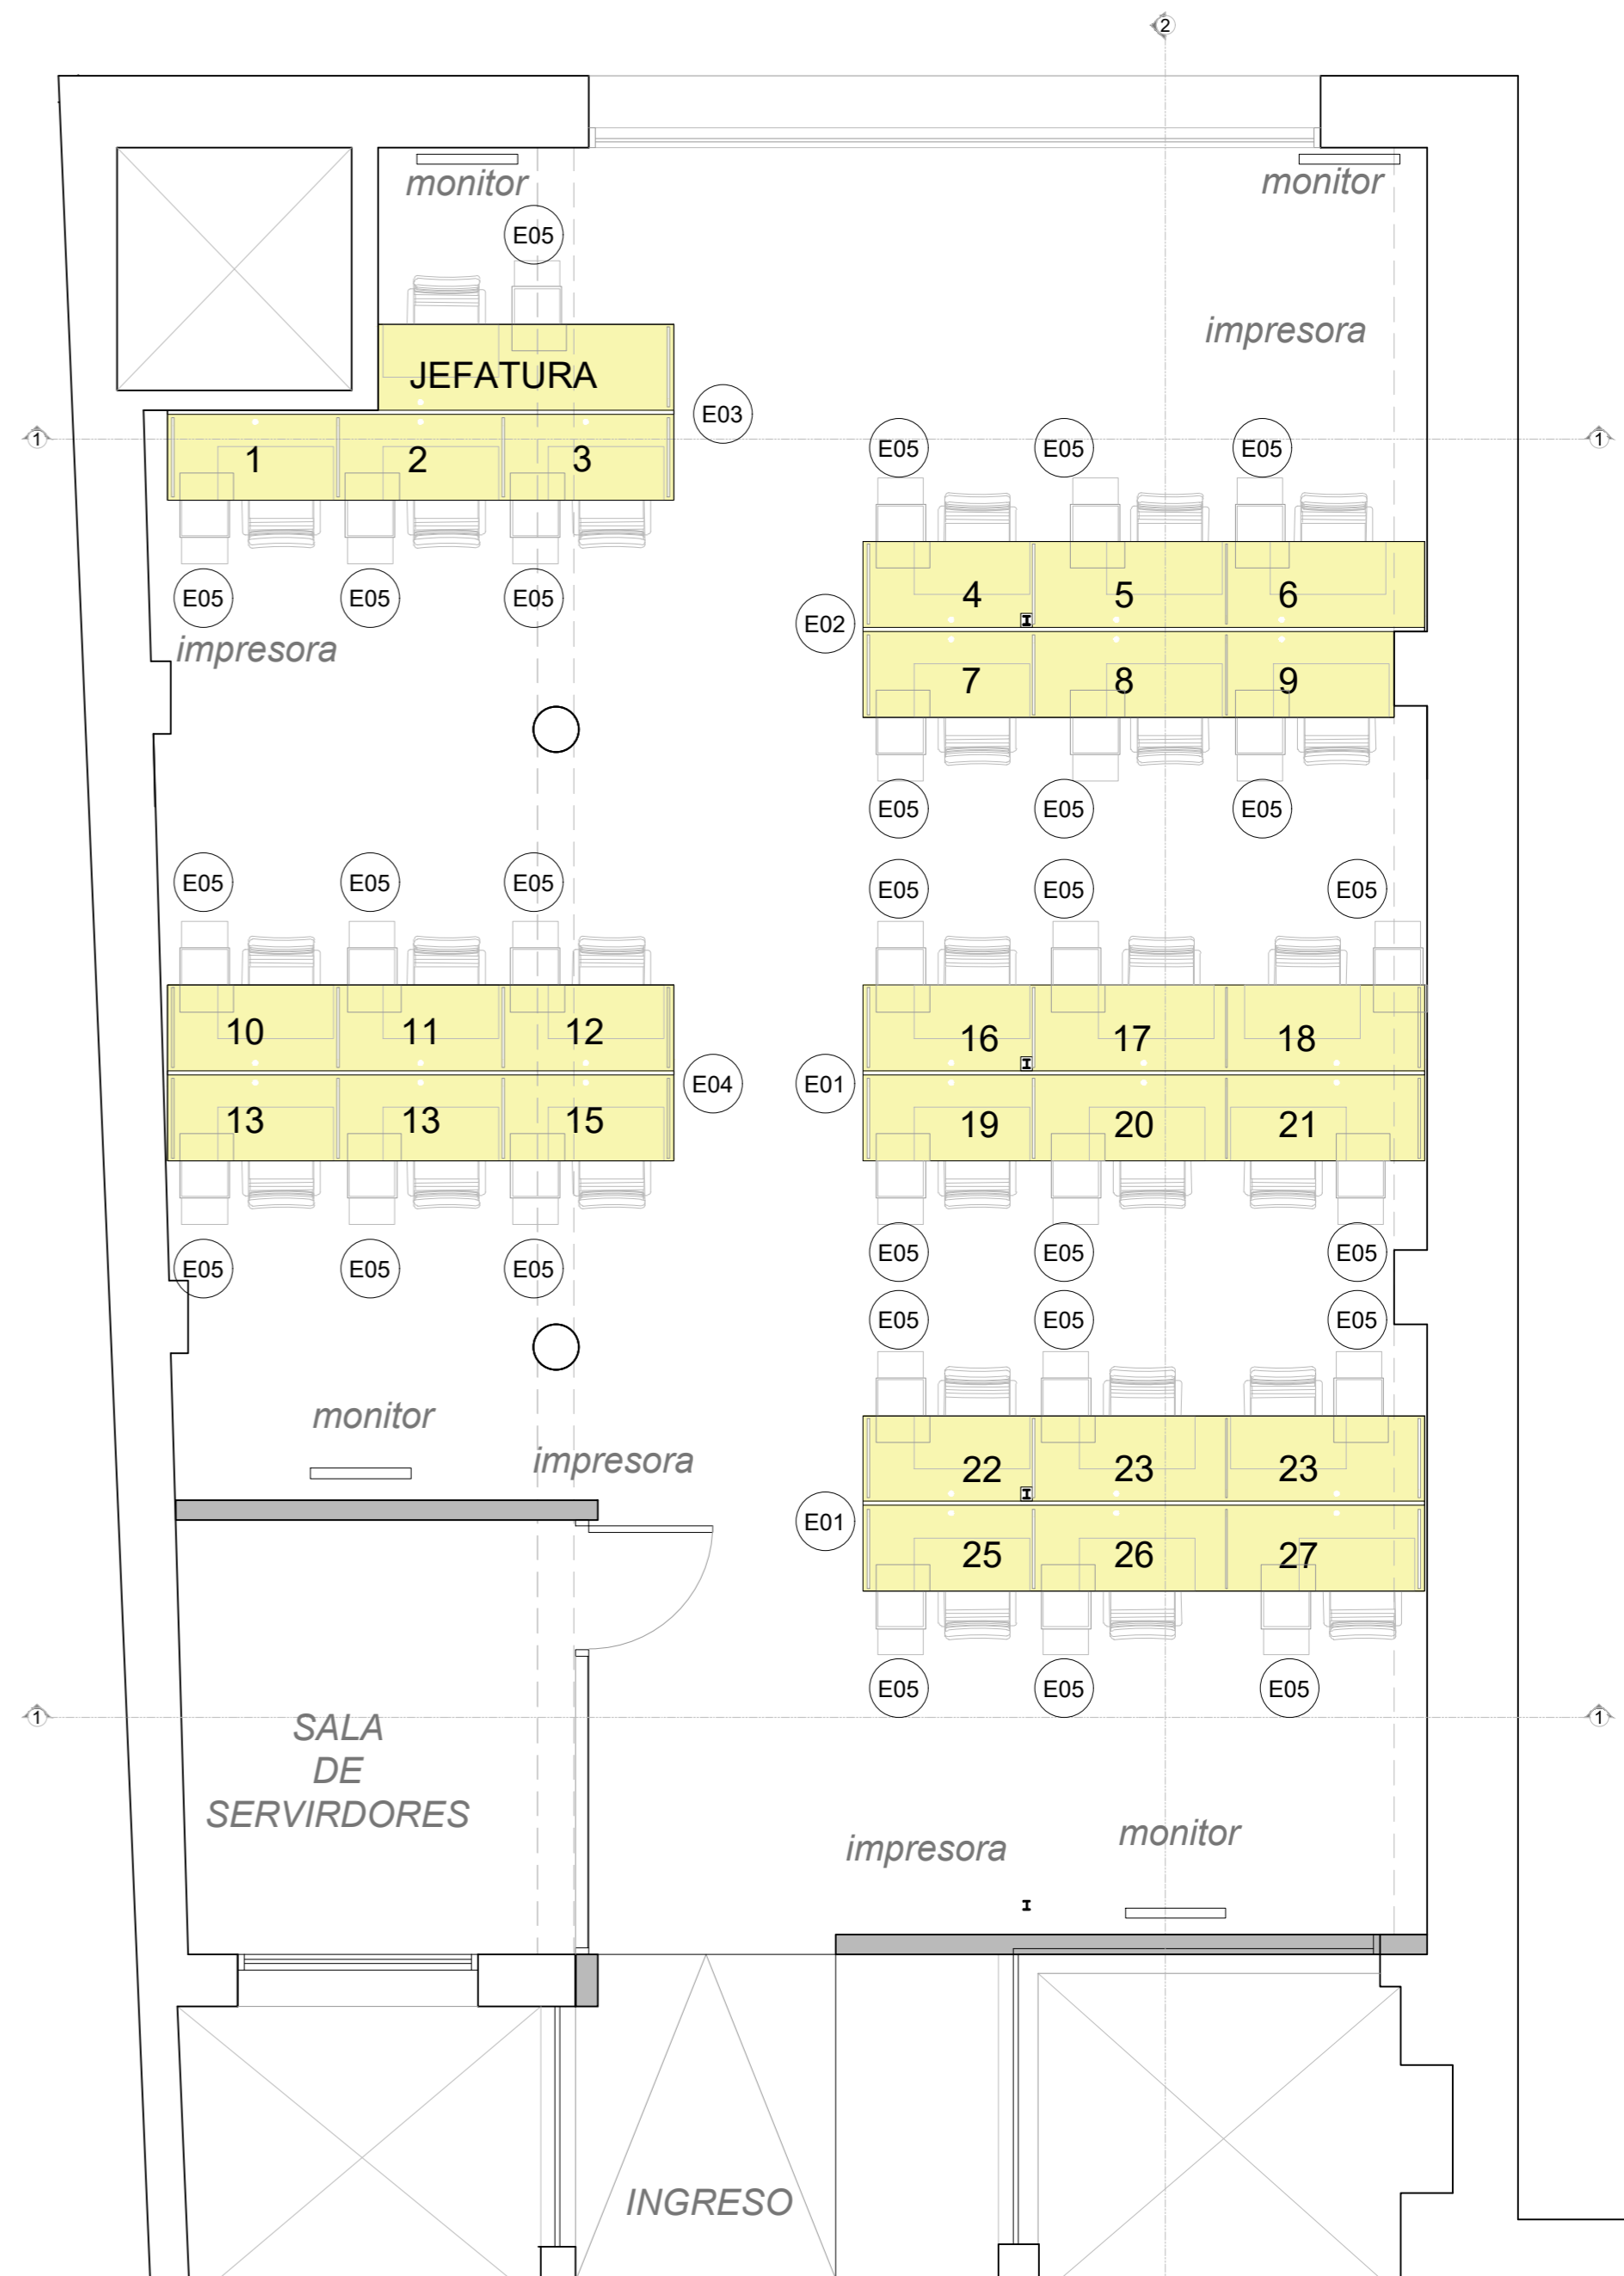 2
monitor
monitor
E05
impresora
JEFATURA
E03
1
1
E05
E05
E05
1
2
3
4
5
6
E05
E05
E05
E02
impresora
7
8
9
E05
E05
E05
E05
E05
E05
E05
E05
E05
10
11
12
16
17
18
E04
E01
13
13
15
19
20
21
E05
E05
E05
E05
E05
E05
E05
E05
E05
monitor
impresora
22
23
23
E01
25
26
27
E05
E05
E05
1
1
SALA
DE
SERVIRDORES
impresora
monitor
INGRESO